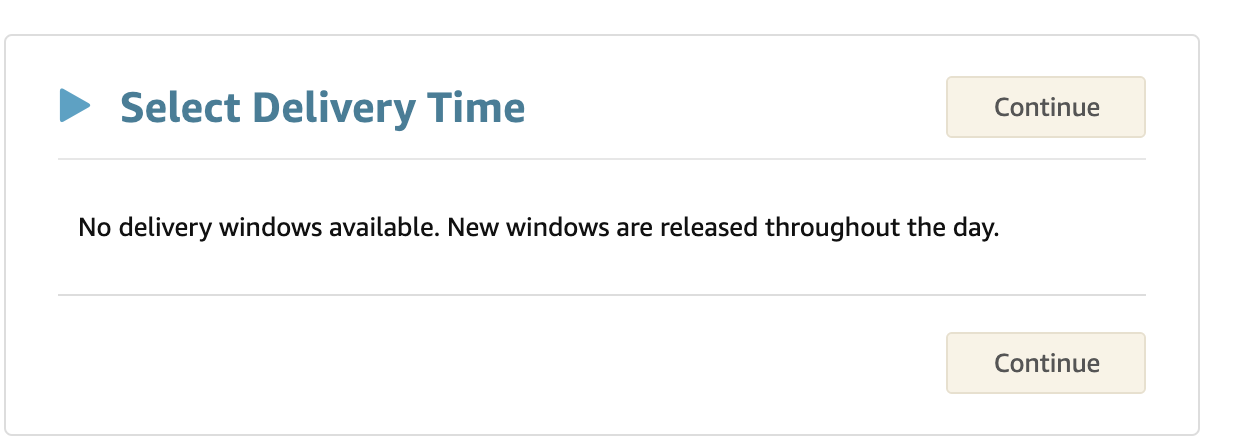 Select Delivery Time
Continue
No delivery windows available. New windows are released throughout the day.
Continue